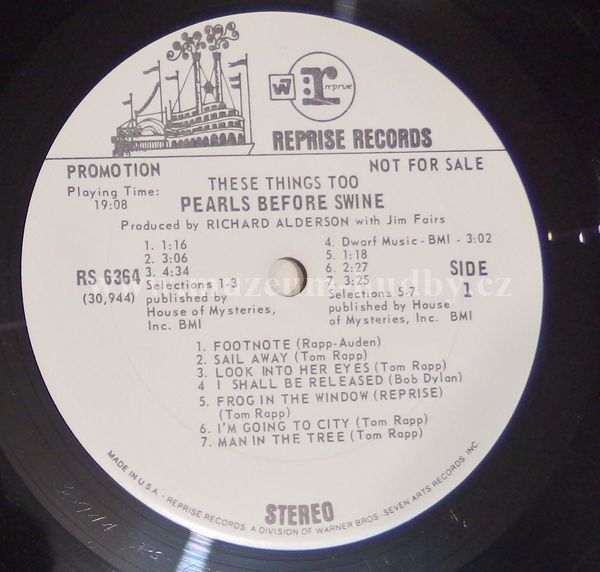 W7 r reprise
REPRISE RECORDS
PROMOTION
NOT FOR SALE
Playing Time:
19:08
THESE THINGS TOO
PEARLS BEFORE SWINE
Produced by RICHARD ALDERSON with Jim Fairs
1. 1:16
2. 3:06
3. 4:34
RS 6364
(30,944)
Selections 1-3
published by
House of Mysteries,
Inc. BMI
4. Dwarf Music - BMI - 3:02
5. 1:18
6. 2:27
7. 3:25
Selections 5-7
published by House
of Mysteries, Inc. BMI
SIDE
1
1. FOOTNOTE (Rapp-Auden)
2. SAIL AWAY (Tom Rapp)
3. LOOK INTO HER EYES (Tom Rapp)
4 I SHALL BE RELEASED (Bob Dylan)
5. FROG IN THE WINDOW (REPRISE)
(Tom Rapp)
6. I'M GOING TO CITY (Tom Rapp)
7. MAN IN THE TREE (Tom Rapp)
STEREO
MADE IN U.S.A. - REPRISE RECORDS, A DIVISION OF WARNER BROS.-SEVEN ARTS RECORDS, INC.